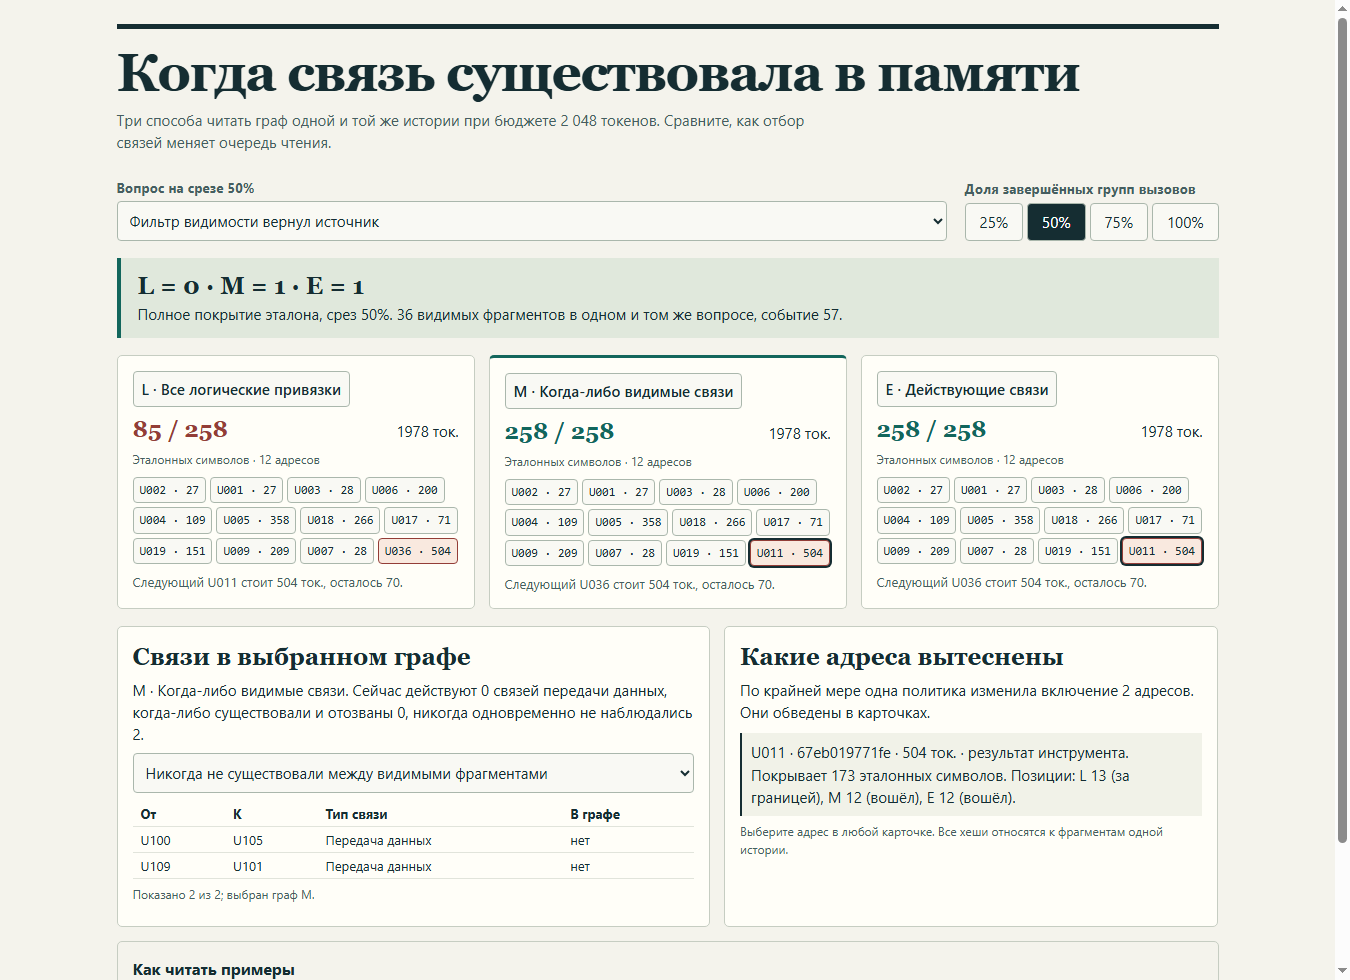 Когда связь существовала в памяти
Три способа читать граф одной и той же истории при бюджете 2 048 токенов. Сравните, как отбор
связей меняет очередь чтения.
Вопрос на срезе 50%
Фильтр видимости вернул источник
Доля завершённых групп вызовов
25% 50% 75% 100%
L = 0 · M = 1 · E = 1
Полное покрытие эталона, срез 50%. 36 видимых фрагментов в одном и том же вопросе, событие 57.
L · Все логические привязки
85 / 258 1978 ток.
Эталонных символов · 12 адресов
U002 · 27 U001 · 27 U003 · 28 U006 · 200
U004 · 109 U005 · 358 U018 · 266 U017 · 71
U019 · 151 U009 · 209 U007 · 28 U036 · 504
Следующий U011 стоит 504 ток., осталось 70.
M · Когда-либо видимые связи
258 / 258 1978 ток.
Эталонных символов · 12 адресов
U002 · 27 U001 · 27 U003 · 28 U006 · 200
U004 · 109 U005 · 358 U018 · 266 U017 · 71
U009 · 209 U007 · 28 U019 · 151 U011 · 504
Следующий U036 стоит 504 ток., осталось 70.
E · Действующие связи
258 / 258 1978 ток.
Эталонных символов · 12 адресов
U002 · 27 U001 · 27 U003 · 28 U006 · 200
U004 · 109 U005 · 358 U018 · 266 U017 · 71
U009 · 209 U007 · 28 U019 · 151 U011 · 504
Следующий U036 стоит 504 ток., осталось 70.
Связи в выбранном графе
M · Когда-либо видимые связи. Сейчас действуют 0 связей передачи данных,
когда-либо существовали и отозваны 0, никогда одновременно не наблюдались
2.
Никогда не существовали между видимыми фрагментами
От К Тип связи В графе
U100 U105 Передача данных нет
U109 U101 Передача данных нет
Показано 2 из 2; выбран граф M.
Какие адреса вытеснены
По крайней мере одна политика изменила включение 2 адресов.
Они обведены в карточках.
U011 · 67eb019771fe · 504 ток. · результат инструмента.
Покрывает 173 эталонных символов. Позиции: L 13 (за
границей), M 12 (вошёл), E 12 (вошёл).
Выберите адрес в любой карточке. Все хеши относятся к фрагментам одной
истории.
Как читать примеры